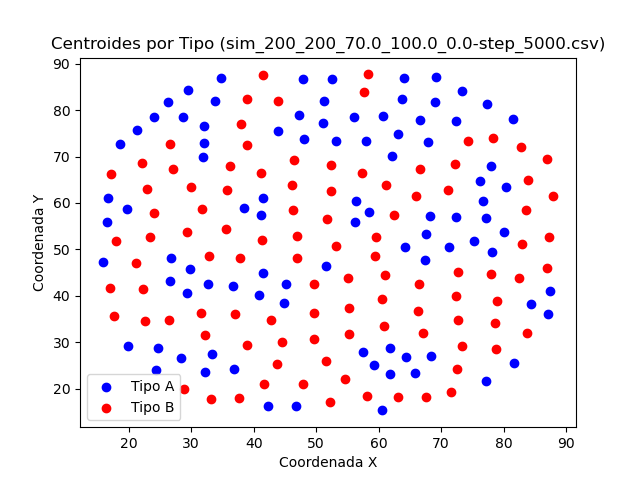 Centroides por Tipo (sim_200_200_70.0_100.0_0.0-step_5000.csv)
90
80
70
60
50
40
30
20
Coordenada Y
Tipo A
Tipo B
20 30 40 50 60 70 80 90
Coordenada X